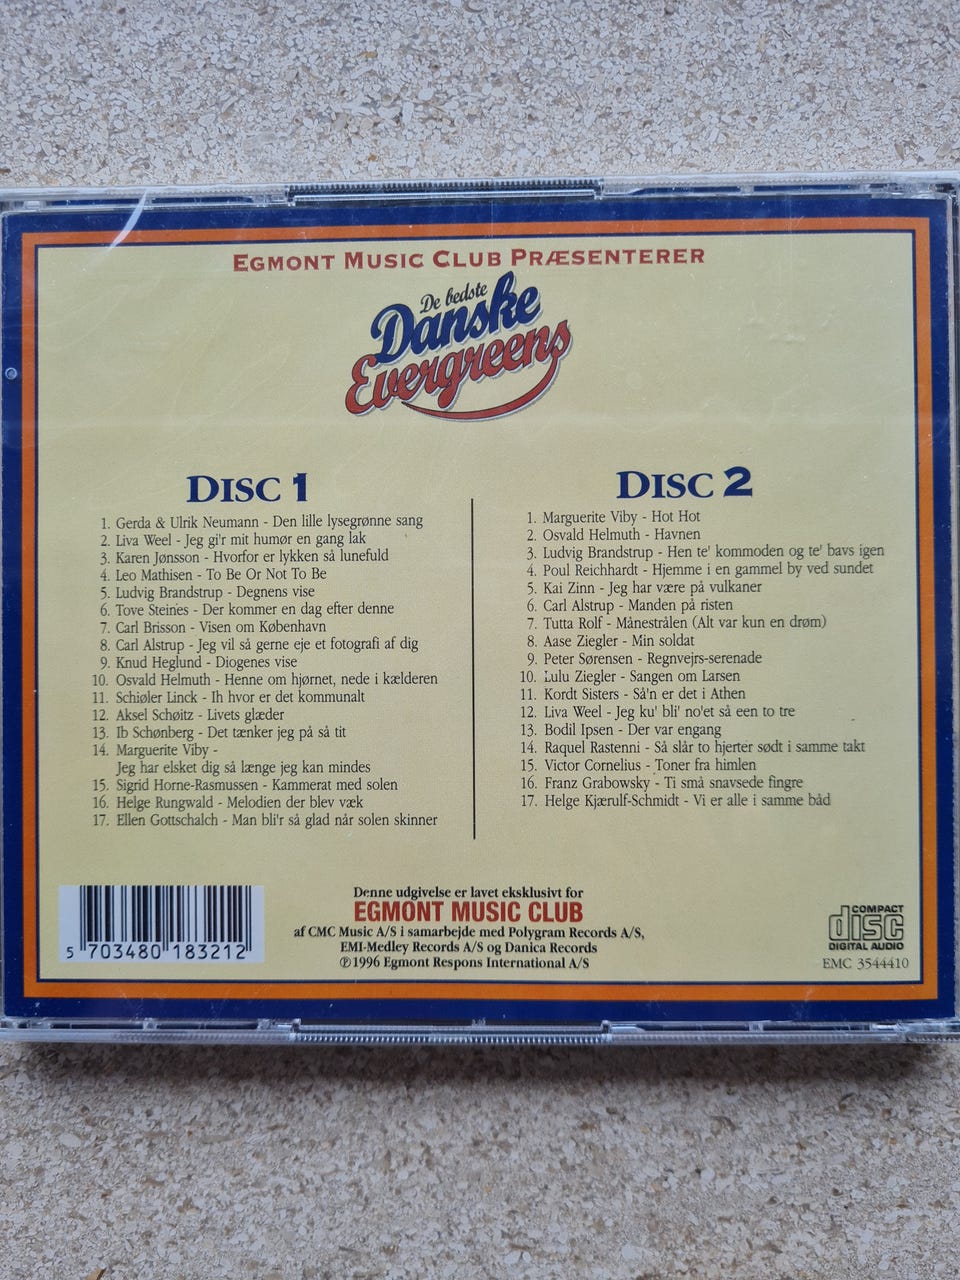 EGMONT MUSIC CLUB PRÆSENTERER
De bedste
Danske
Evergreens
DISC 1
1. Gerda & Ulrik Neumann - Den lille lysegrønne sang
2. Liva Weel - Jeg gi'r mit humør en gang lak
3. Karen Jønsson - Hvorfor er lykken så lunefuld
4. Leo Mathisen - To Be Or Not To Be
5. Ludvig Brandstrup - Degnens vise
6. Tove Steines - Der kommer en dag efter denne
7. Carl Brisson - Visen om København
8. Carl Alstrup - Jeg vil så gerne eje et fotografi af dig
9. Knud Heglund - Diogenes vise
10. Osvald Helmuth - Henne om hjørnet, nede i kælderen
11. Schiøler Linck - Ih hvor er det kommunalt
12. Aksel Schøitz - Livets glæder
13. Ib Schønberg - Det tænker jeg på så tit
14. Marguerite Viby -
Jeg har elsket dig så længe jeg kan mindes
15. Sigrid Horne-Rasmussen - Kammerat med solen
16. Helge Rungwald - Melodien der blev væk
17. Ellen Gottschalch - Man bli'r så glad når solen skinner
DISC 2
1. Marguerite Viby - Hot Hot
2. Osvald Helmuth - Havnen
3. Ludvig Brandstrup - Hen te' kommoden og te' bavs igen
4. Poul Reichhardt - Hjemme i en gammel by ved sundet
5. Kai Zinn - Jeg har være på vulkaner
6. Carl Alstrup - Manden på risten
7. Tutta Rolf - Månestrålen (Alt var kun en drøm)
8. Aase Ziegler - Min soldat
9. Peter Sørensen - Regnvejrs-serenade
10. Lulu Ziegler - Sangen om Larsen
11. Kordt Sisters - Så'n er det i Athen
12. Liva Weel - Jeg ku' bli' no'et så een to tre
13. Bodil Ipsen - Der var engang
14. Raquel Rastenni - Så slår to hjerter sødt i samme takt
15. Victor Cornelius - Toner fra himlen
16. Franz Grabowsky - Ti små snavsede fingre
17. Helge Kjærulf-Schmidt - Vi er alle i samme båd
5 703480 183212
Denne udgivelse er lavet eksklusivt for
EGMONT MUSIC CLUB
af CMC Music A/S i samarbejde med Polygram Records A/S,
EMI-Medley Records A/S og Danica Records
℗1996 Egmont Respons International A/S
COMPACT
disc
DIGITAL AUDIO
EMC 3544410